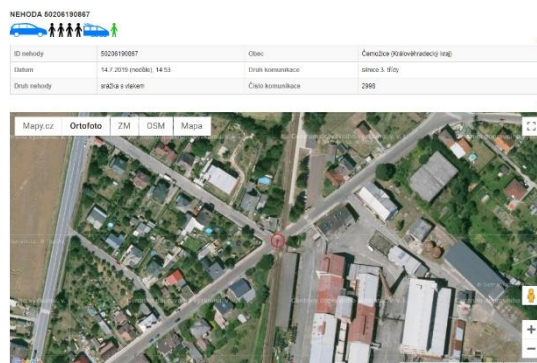 NEHODA 50206190867
ID nehody 50206190867 Obec Černožice (Královéhradecký kraj)
Datum 14.7.2019 (neděle), 14:53 Druh komunikace silnice 3. třídy
Druh nehody srážka s vlakem Číslo komunikace 2998
Mapy.cz Ortofoto ZM OSM Mapa